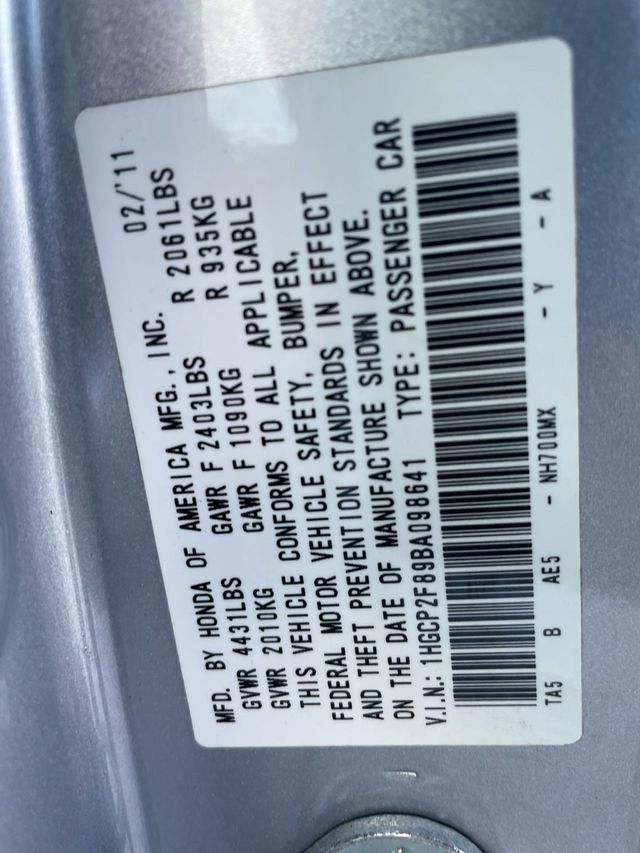 MFD. BY HONDA OF AMERICA MFG., INC. 02/'11
GVWR 4431LBS GAWR F 2403LBS R 2061LBS
GVWR 2010KG GAWR F 1090KG R 935KG
THIS VEHICLE CONFORMS TO ALL APPLICABLE
FEDERAL MOTOR VEHICLE SAFETY, BUMPER,
AND THEFT PREVENTION STANDARDS IN EFFECT
ON THE DATE OF MANUFACTURE SHOWN ABOVE.
V.I.N.: 1HGCP2F89BA098641 TYPE: PASSENGER CAR
TA5 B AE5 - NH700MX - Y - A